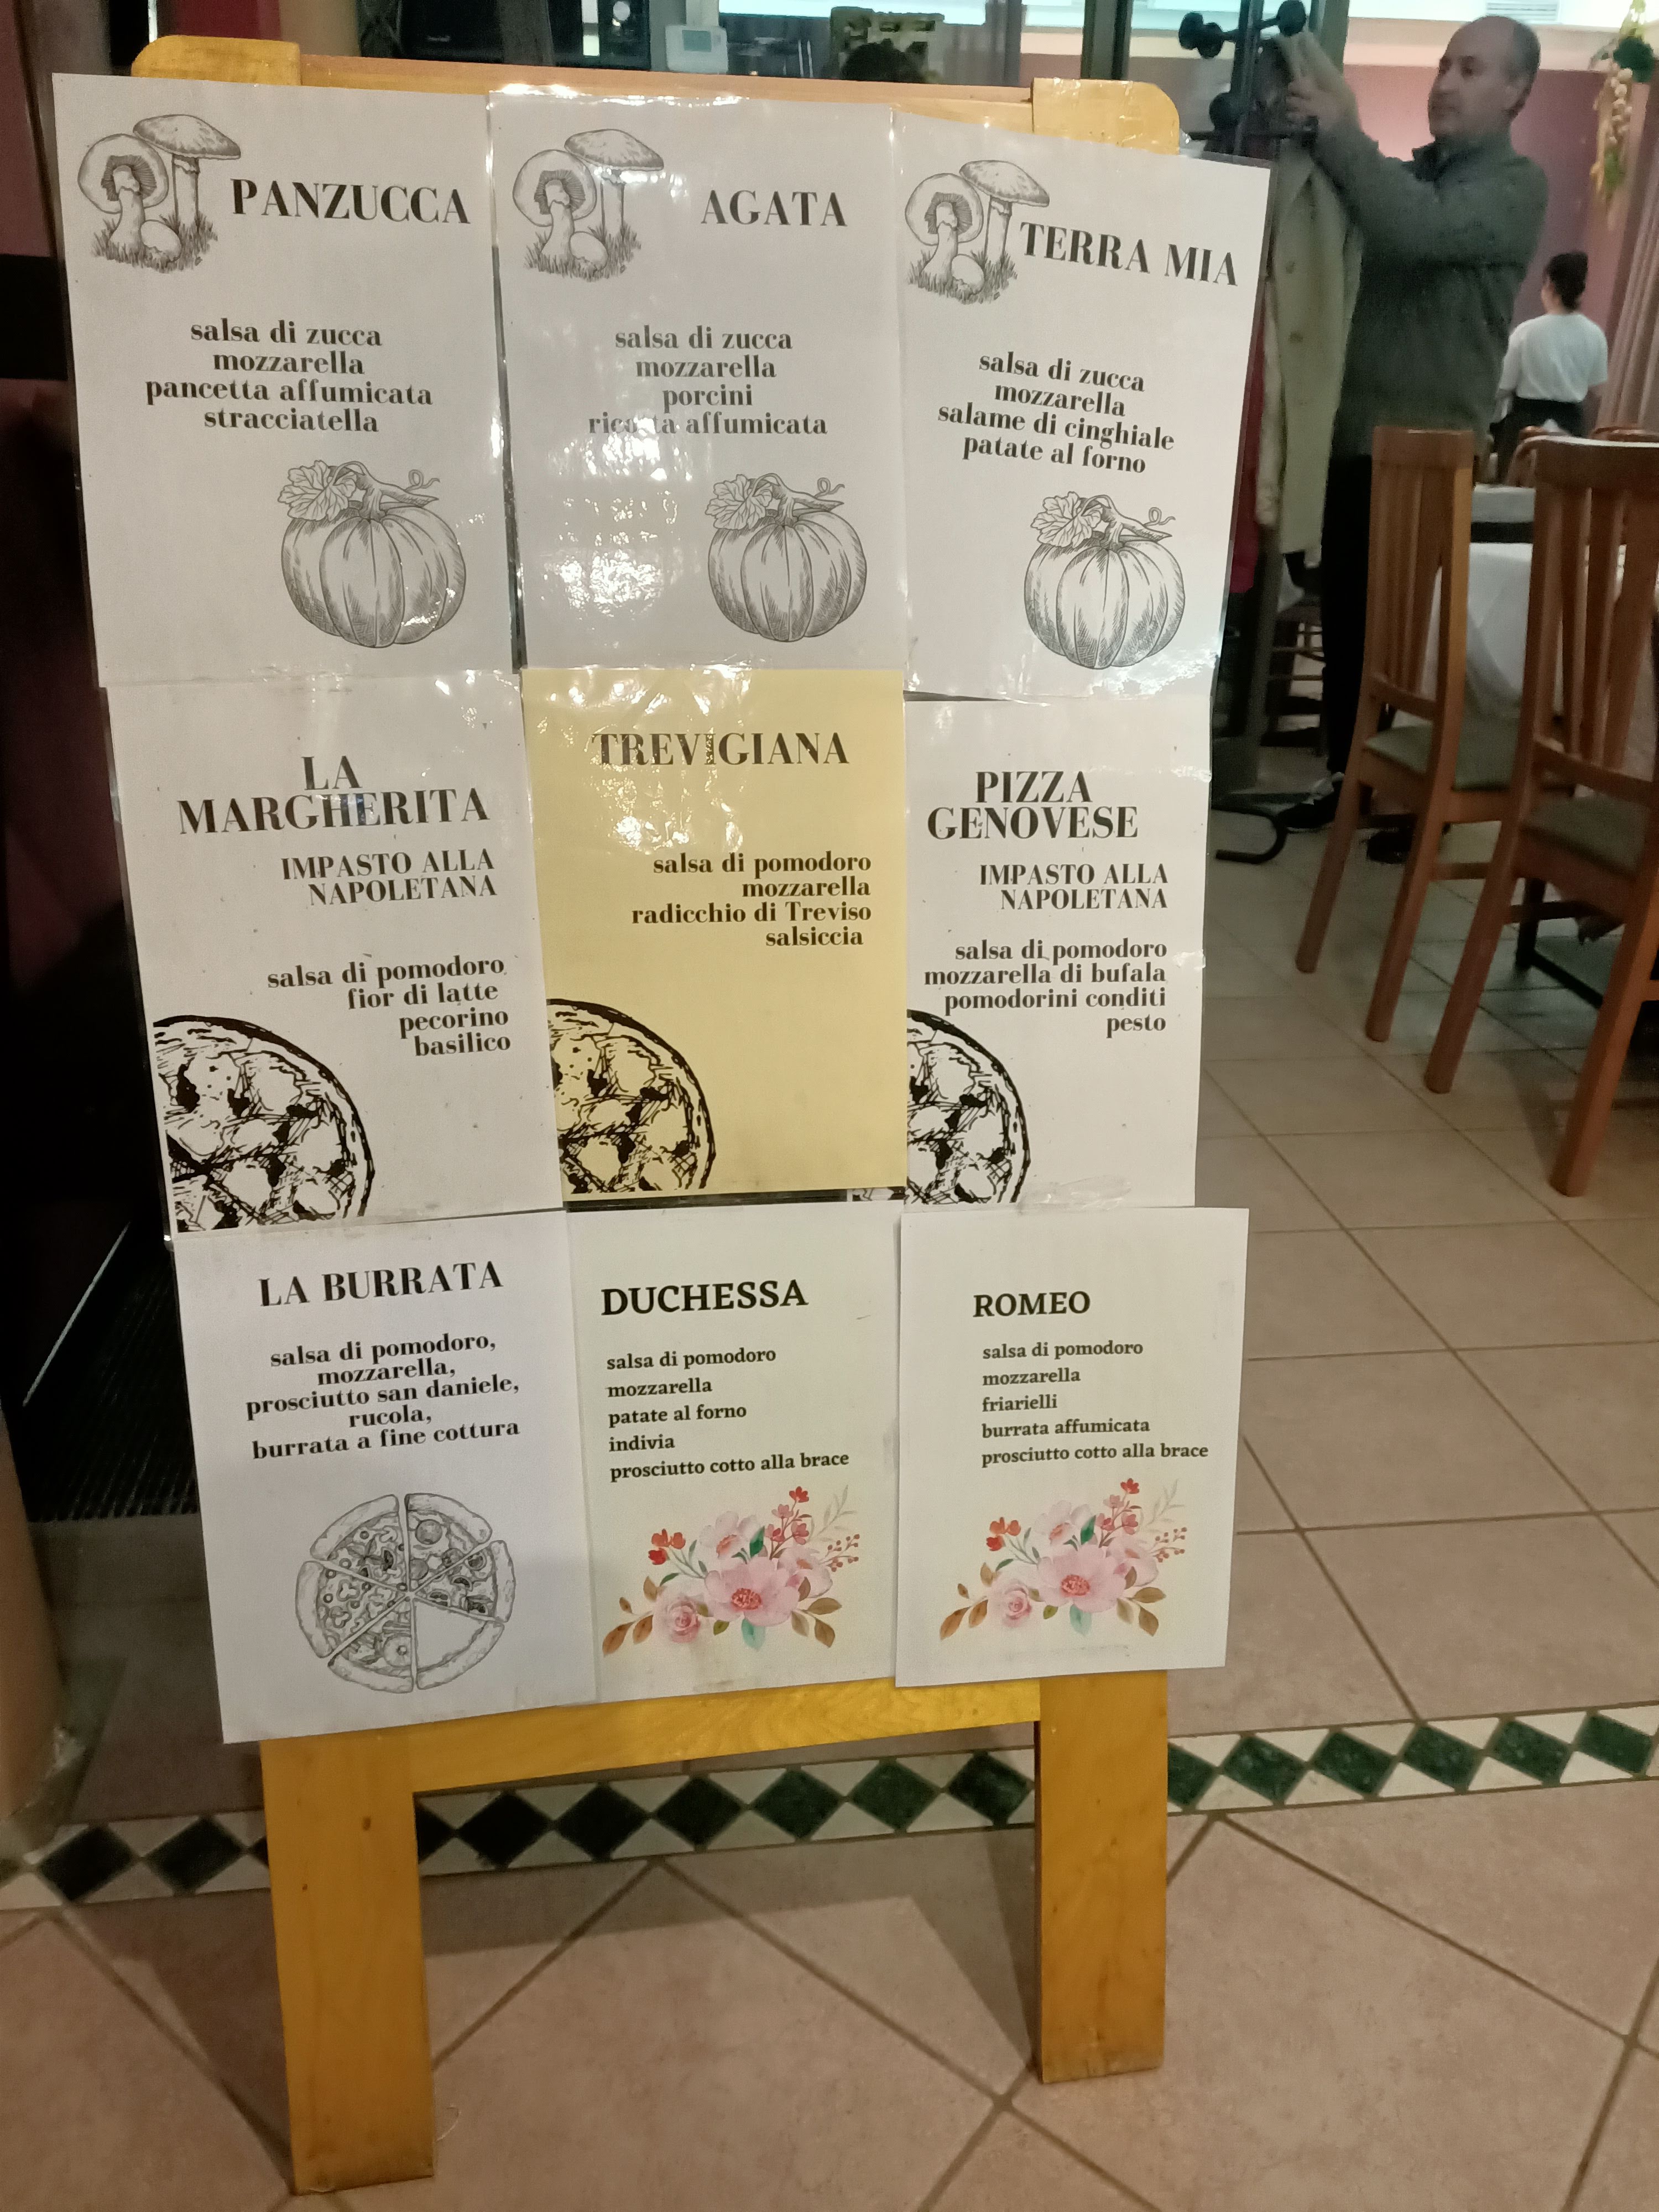 PANZUCCA
salsa di zucca
mozzarella
pancetta affumicata
stracciatella
AGATA
salsa di zucca
mozzarella
porcini
ricotta affumicata
TERRA MIA
salsa di zucca
mozzarella
salame di cinghiale
patate al forno
LA
MARGHERITA
IMPASTO ALLA
NAPOLETANA
salsa di pomodoro
fior di latte
pecorino
basilico
TREVIGIANA
salsa di pomodoro
mozzarella
radicchio di Treviso
salsiccia
PIZZA
GENOVESE
IMPASTO ALLA
NAPOLETANA
salsa di pomodoro
mozzarella di bufala
pomodorini conditi
pesto
LA BURRATA
salsa di pomodoro,
mozzarella,
prosciutto san daniele,
rucola,
burrata a fine cottura
DUCHESSA
salsa di pomodoro
mozzarella
patate al forno
indivia
prosciutto cotto alla brace
ROMEO
salsa di pomodoro
mozzarella
friarielli
burrata affumicata
prosciutto cotto alla brace